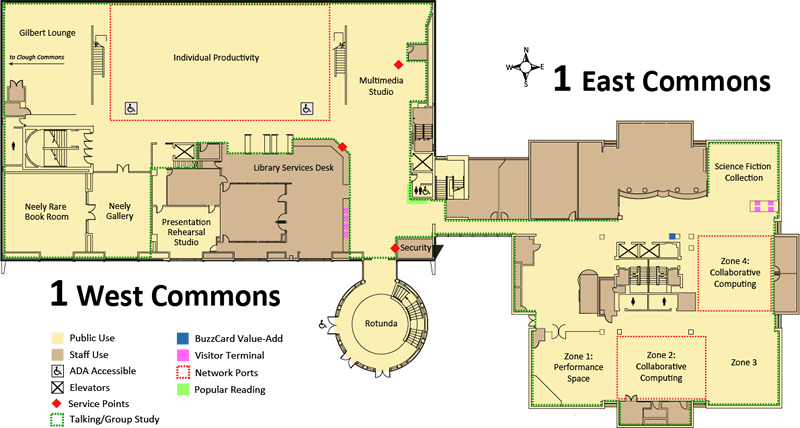 Gilbert Lounge
to Clough Commons
Individual Productivity
Multimedia
Studio
N
W E
S
1 East Commons
Library Services Desk
Science Fiction
Collection
Neely Rare
Book Room
Neely
Gallery
Presentation
Rehearsal
Studio
Security
Zone 4:
Collaborative
Computing
1 West Commons
Rotunda
Zone 1:
Performance
Space
Zone 2:
Collaborative
Computing
Zone 3
Public Use
Staff Use
ADA Accessible
Elevators
Service Points
Talking/Group Study
BuzzCard Value-Add
Visitor Terminal
Network Ports
Popular Reading